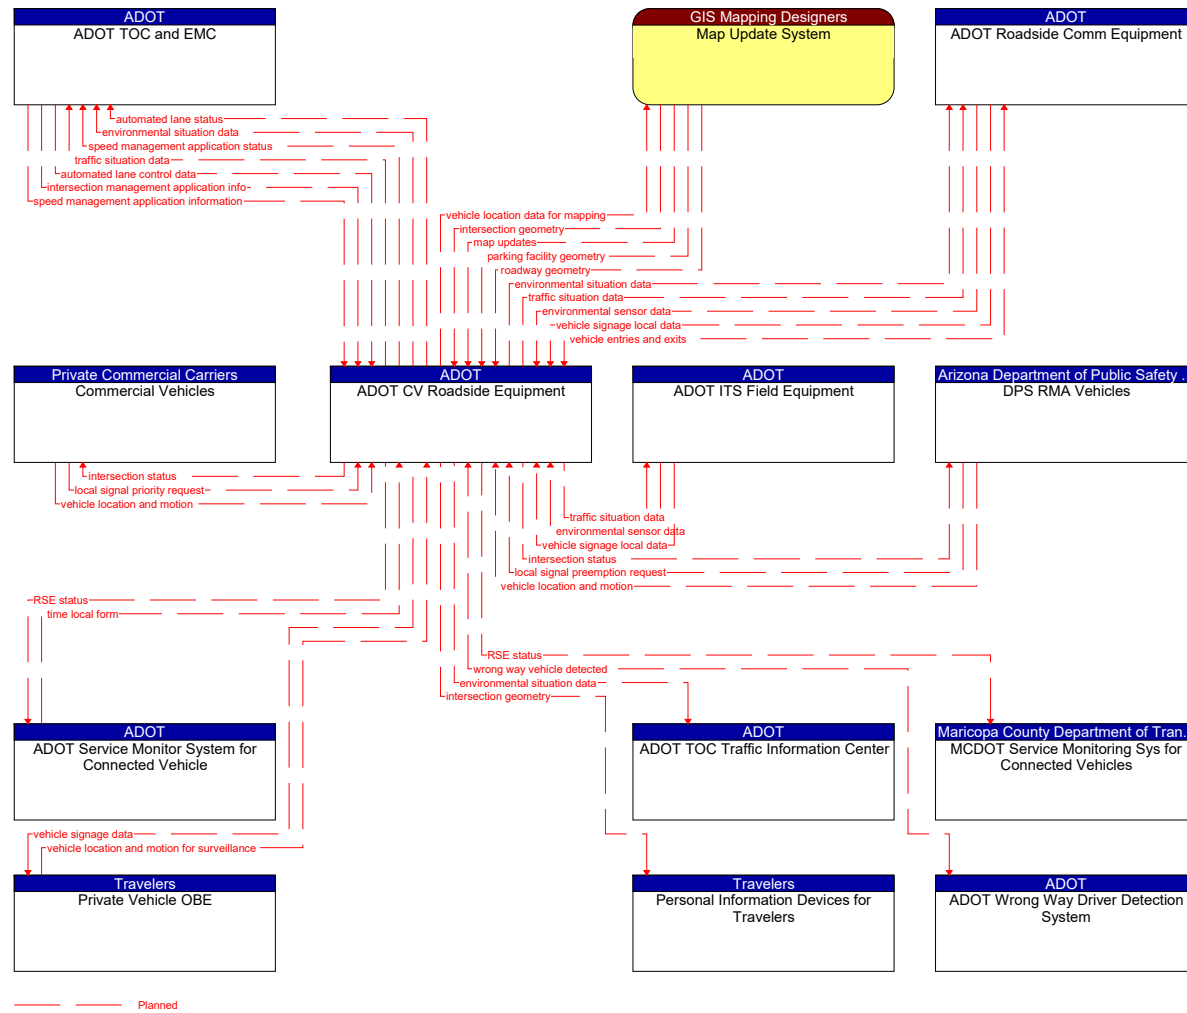 ADOT
ADOT TOC and EMC
GIS Mapping Designers
Map Update System
ADOT
ADOT Roadside Comm Equipment
automated lane status
environmental situation data
speed management application status
traffic situation data
automated lane control data
intersection management application info
speed management application information
vehicle location data for mapping
intersection geometry
map updates
parking facility geometry
roadway geometry
environmental situation data
traffic situation data
environmental sensor data
vehicle signage local data
vehicle entries and exits
Private Commercial Carriers
Commercial Vehicles
ADOT
ADOT CV Roadside Equipment
ADOT
ADOT ITS Field Equipment
Arizona Department of Public Safety .
DPS RMA Vehicles
intersection status
local signal priority request
vehicle location and motion
traffic situation data
environmental sensor data
vehicle signage local data
intersection status
local signal preemption request
vehicle location and motion
RSE status
time local form
RSE status
wrong way vehicle detected
environmental situation data
intersection geometry
ADOT
ADOT Service Monitor System for
Connected Vehicle
ADOT
ADOT TOC Traffic Information Center
Maricopa County Department of Tran.
MCDOT Service Monitoring Sys for
Connected Vehicles
vehicle signage data
vehicle location and motion for surveillance
Travelers
Private Vehicle OBE
Travelers
Personal Information Devices for
Travelers
ADOT
ADOT Wrong Way Driver Detection
System
Planned